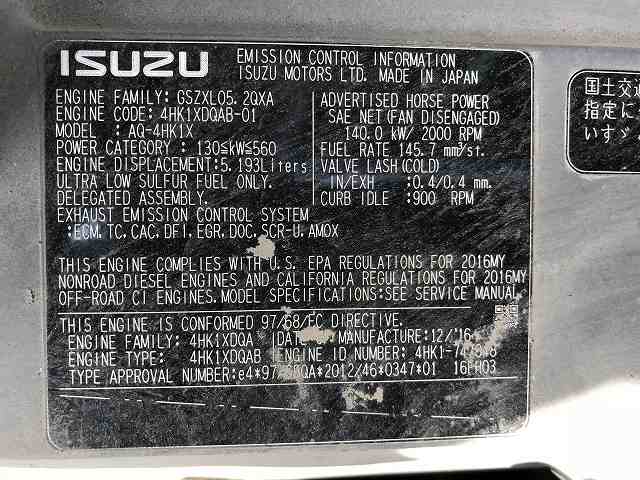 ISUZU
EMISSION CONTROL INFORMATION
ISUZU MOTORS LTD. MADE IN JAPAN
ENGINE FAMILY: GSZXL05.2QXA
ENGINE CODE: 4HK1XDQAB-01
MODEL : AQ-4HK1X
POWER CATEGORY : 130≦kW≦560
ENGINE DISPLACEMENT:5.193Liters
ULTRA LOW SULFUR FUEL ONLY.
DELEGATED ASSEMBLY.
EXHAUST EMISSION CONTROL SYSTEM
:ECM,TC,CAC,DFI,EGR,DOC,SCR-U,AMOX
ADVERTISED HORSE POWER
SAE NET(FAN DISENGAGED)
140.0 kW/ 2000 RPM
FUEL RATE 145.7 mm³/st.
VALVE LASH(COLD)
IN/EXH :0.4/0.4 mm.
CURB IDLE :900 RPM
THIS ENGINE COMPLIES WITH U.S. EPA REGULATIONS FOR 2016MY
NONROAD DIESEL ENGINES AND CALIFORNIA REGULATIONS FOR 2016MY
OFF-ROAD CI ENGINES. MODEL SPECIFICATIONS:SEE SERVICE MANUAL.
THIS ENGINE IS CONFORMED 97/68/EC DIRECTIVE.
ENGINE FAMILY: 4HK1XDQA MANUFACTURE:12/'16
ENGINE TYPE: 4HK1XDQAB ENGINE ID NUMBER:
TYPE APPROVAL NUMBER: 2012/46*0347*01
国土交通
指定に
いすゞ